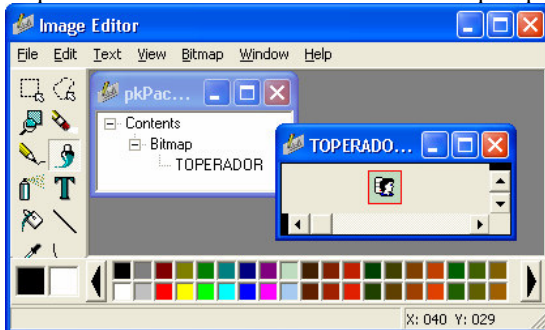 Image Editor
File Edit Text View Bitmap Window Help
pkPac...
Contents
Bitmap
TOPERADOR
TOPERADO...
T
X: 040 Y: 029